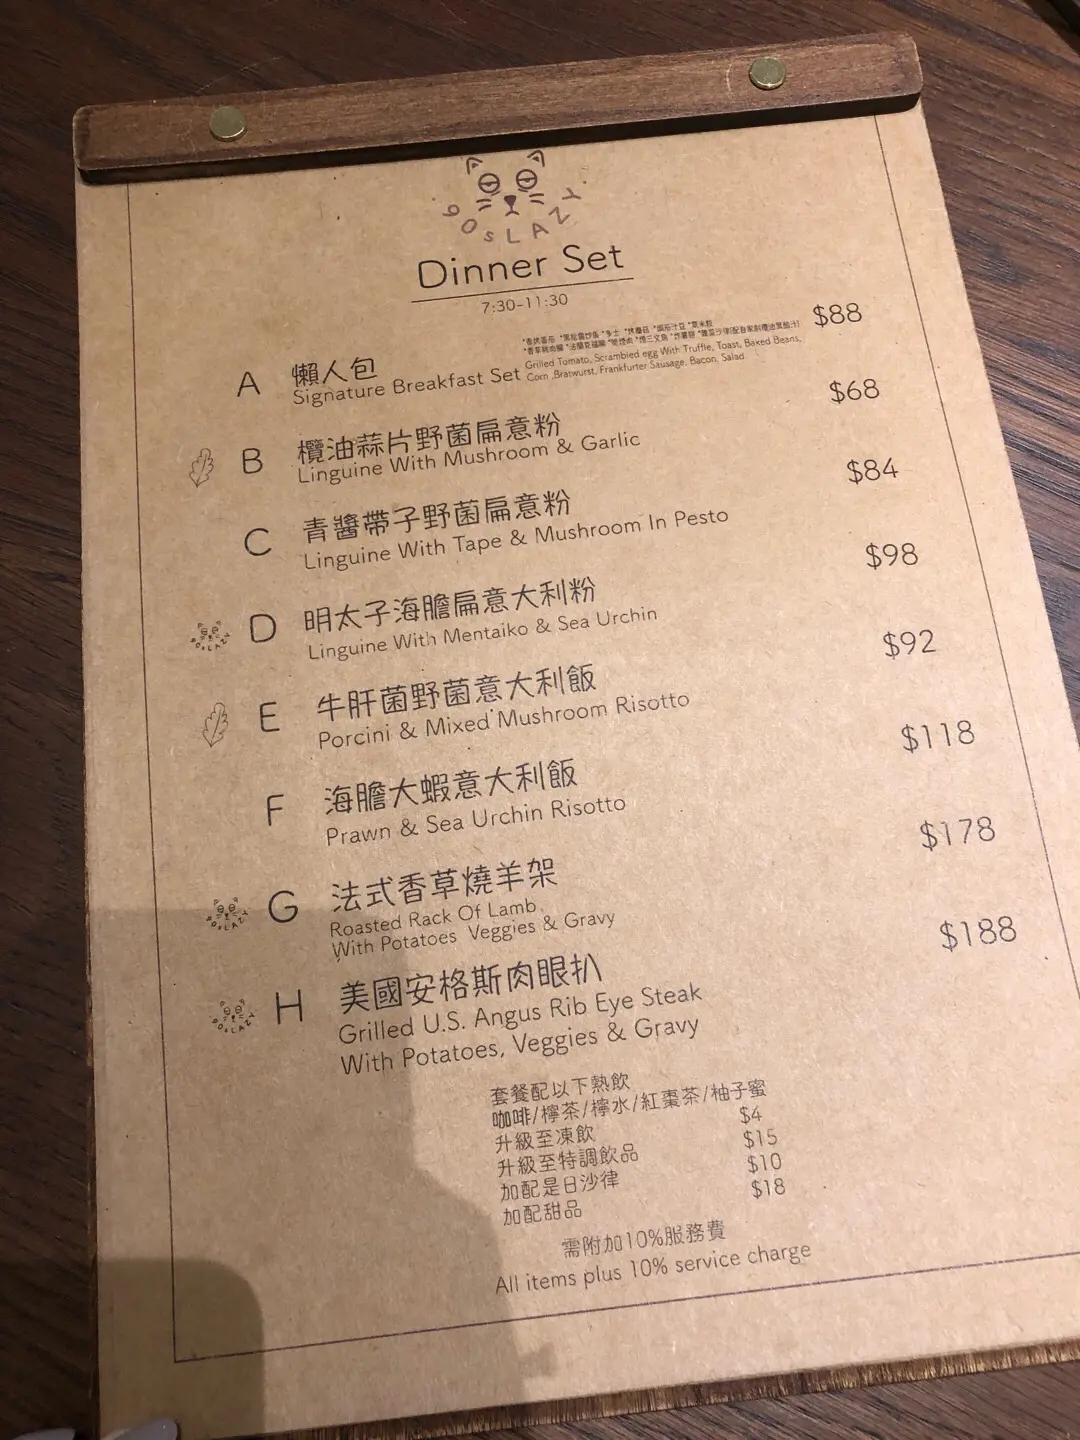 90sLAZY
Dinner Set
7:30-11:30
A 懶人包 $88
Signature Breakfast Set
Grilled Tomato, Scrambled egg With Truffle, Toast, Baked Beans,
Corn ,Bratwurst, Frankfurter Sausage, Bacon, Salad
B 欖油蒜片野菌扁意粉 $68
Linguine With Mushroom & Garlic
C 青醬帶子野菌扁意粉 $84
Linguine With Tape & Mushroom In Pesto
90sLAZY
D 明太子海膽扁意大利粉 $98
Linguine With Mentaiko & Sea Urchin
E 牛肝菌野菌意大利飯 $92
Porcini & Mixed Mushroom Risotto
F 海膽大蝦意大利飯 $118
Prawn & Sea Urchin Risotto
90sLAZY
G 法式香草燒羊架 $178
Roasted Rack Of Lamb
With Potatoes Veggies & Gravy
90sLAZY
H 美國安格斯肉眼扒 $188
Grilled U.S. Angus Rib Eye Steak
With Potatoes, Veggies & Gravy
套餐配以下熱飲
咖啡/檸茶/檸水/紅棗茶/柚子蜜
升級至凍飲 $4
升級至特調飲品 $15
加配是日沙律 $10
加配甜品 $18
需附加10%服務費
All items plus 10% service charge